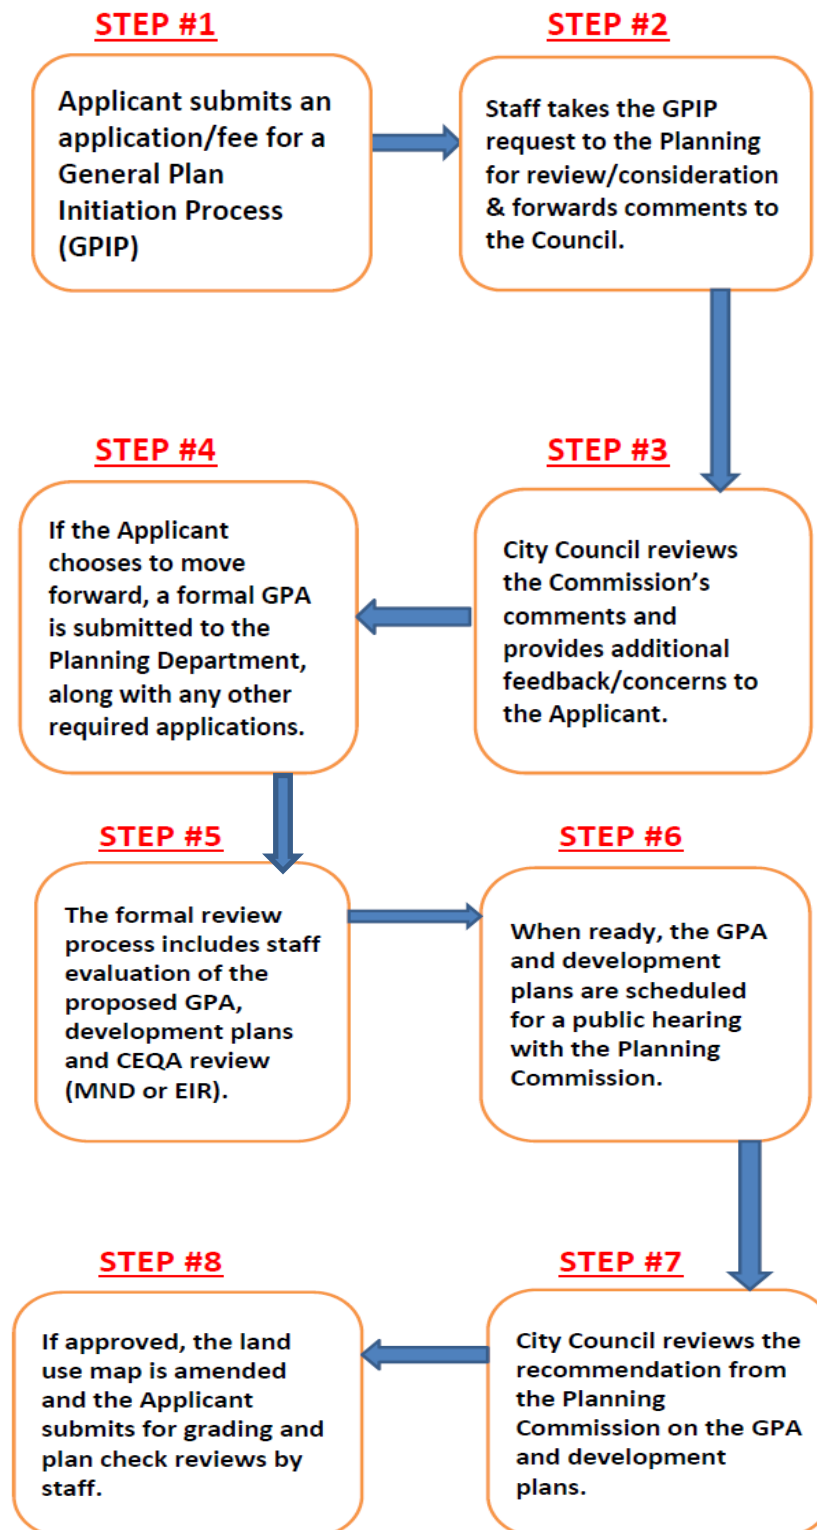 STEP #1
Applicant submits an
application/fee for a
General Plan
Initiation Process
(GPIP)
STEP #2
Staff takes the GPIP
request to the Planning
for review/consideration
& forwards comments to
the Council.
STEP #3
City Council reviews
the Commission’s
comments and
provides additional
feedback/concerns to
the Applicant.
STEP #4
If the Applicant
chooses to move
forward, a formal GPA
is submitted to the
Planning Department,
along with any other
required applications.
STEP #5
The formal review
process includes staff
evaluation of the
proposed GPA,
development plans
and CEQA review
(MND or EIR).
STEP #6
When ready, the GPA
and development
plans are scheduled
for a public hearing
with the Planning
Commission.
STEP #7
City Council reviews the
recommendation from
the Planning
Commission on the GPA
and development
plans.
STEP #8
If approved, the land
use map is amended
and the Applicant
submits for grading and
plan check reviews by
staff.